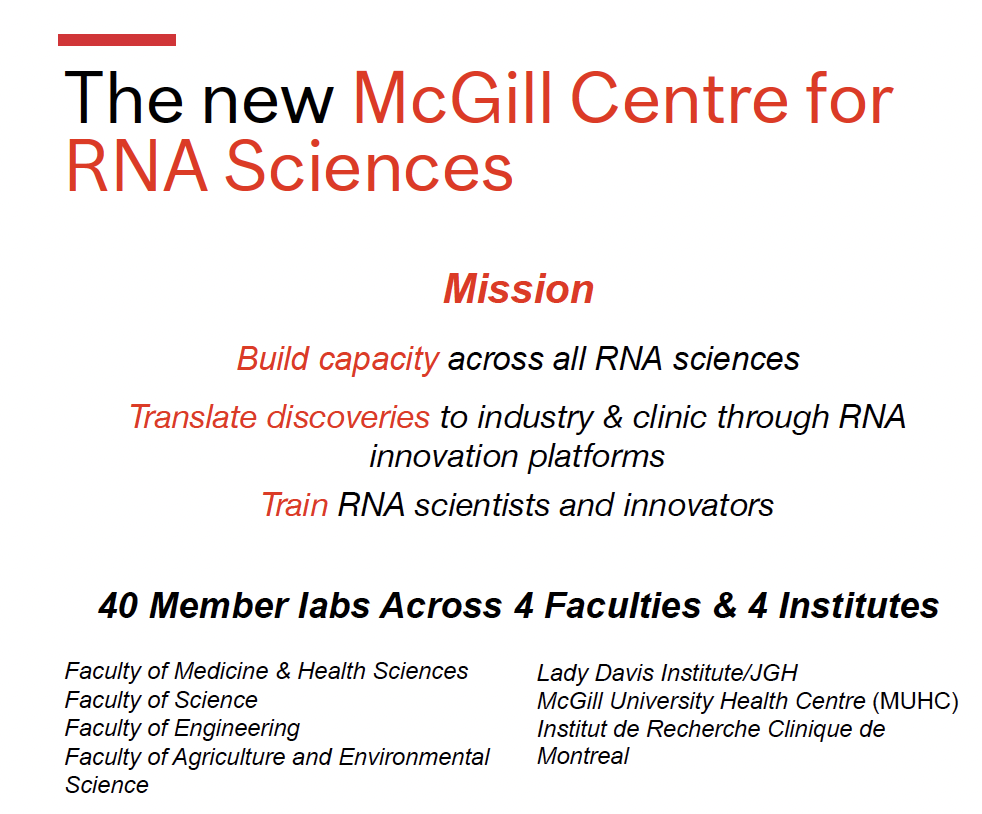 The new McGill Centre for
RNA Sciences
Mission
Build capacity across all RNA sciences
Translate discoveries to industry & clinic through RNA
innovation platforms
Train RNA scientists and innovators
40 Member labs Across 4 Faculties & 4 Institutes
Faculty of Medicine & Health Sciences
Faculty of Science
Faculty of Engineering
Faculty of Agriculture and Environmental
Science
Lady Davis Institute/JGH
McGill University Health Centre (MUHC)
Institut de Recherche Clinique de
Montreal